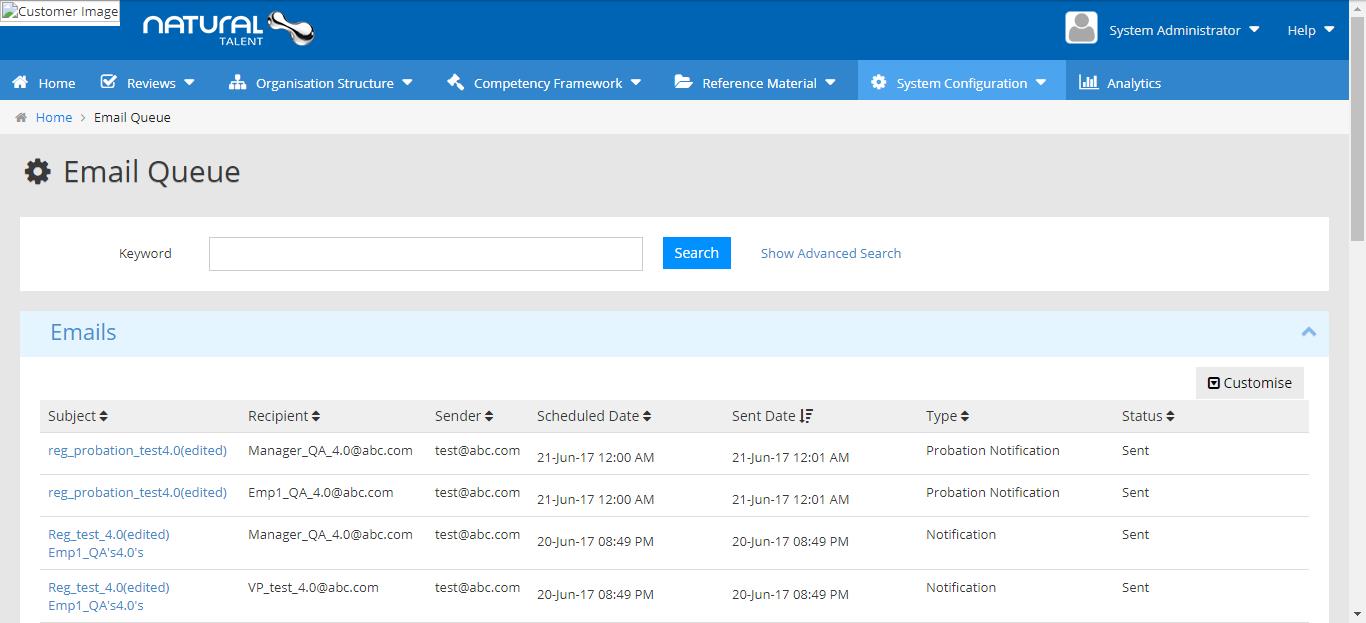 Customer Image
NATURAL
TALENT
System Administrator
Help
Home
Reviews
Organisation Structure
Competency Framework
Reference Material
System Configuration
Analytics
Home > Email Queue
Email Queue
Keyword
Search
Show Advanced Search
Emails
Customise
Subject Recipient Sender Scheduled Date Sent Date Type Status
reg_probation_test4.0(edited) Manager_QA_4.0@abc.com test@abc.com 21-Jun-17 12:00 AM 21-Jun-17 12:01 AM Probation Notification Sent
reg_probation_test4.0(edited) Emp1_QA_4.0@abc.com test@abc.com 21-Jun-17 12:00 AM 21-Jun-17 12:01 AM Probation Notification Sent
Reg_test_4.0(edited) Manager_QA_4.0@abc.com test@abc.com 20-Jun-17 08:49 PM 20-Jun-17 08:49 PM Notification Sent
Emp1_QA's4.0's
Reg_test_4.0(edited) VP_test_4.0@abc.com test@abc.com 20-Jun-17 08:49 PM 20-Jun-17 08:49 PM Notification Sent
Emp1_QA's4.0's